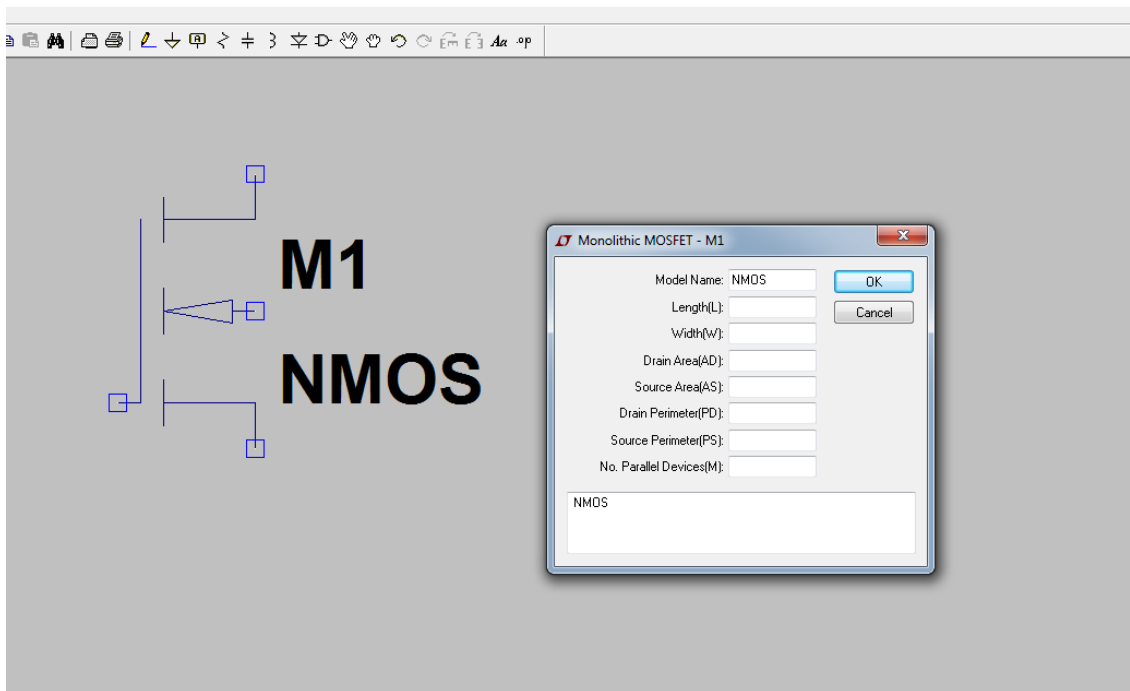 A
Aa .op
M1
NMOS
Monolithic MOSFET - M1
Model Name: NMOS
OK
Length(L):
Cancel
Width(W):
Drain Area(AD):
Source Area(AS):
Drain Perimeter(PD):
Source Perimeter(PS):
No. Parallel Devices(M):
NMOS